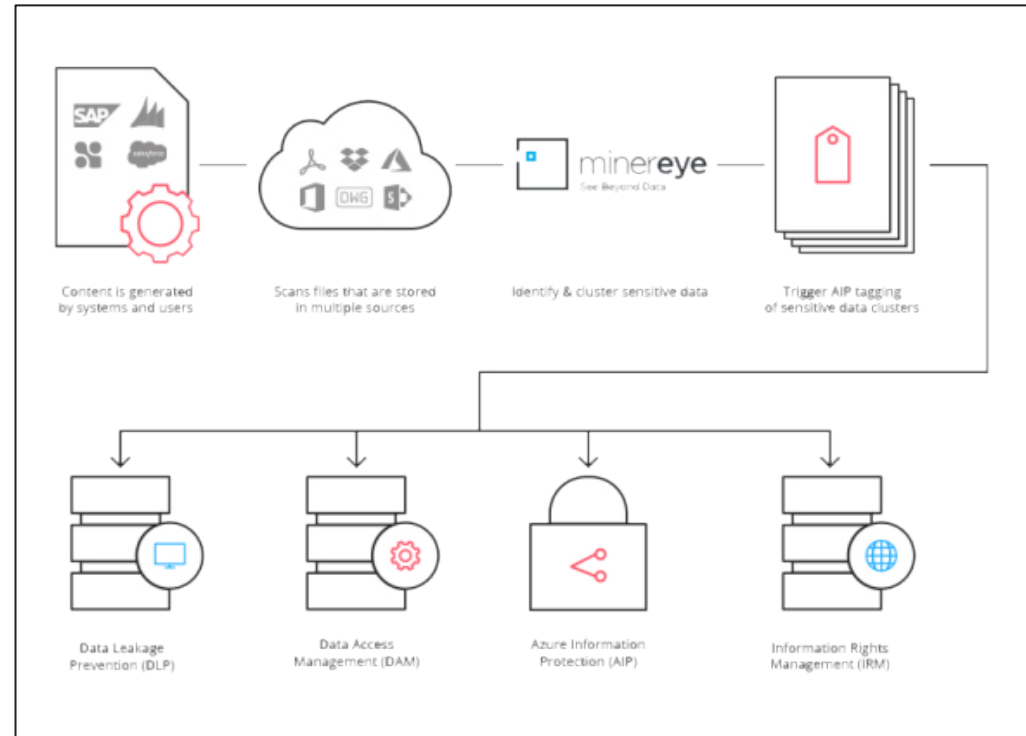 SAP
salesforce
DWG
S
minereye
See Beyond Data
Content is generated
by systems and users
Scans files that are stored
in multiple sources
Identify & cluster sensitive data
Trigger AIP tagging
of sensitive data clusters
Data Leakage
Prevention (DLP)
Data Access
Management (DAM)
Azure Information
Protection (AIP)
Information Rights
Management (IRM)